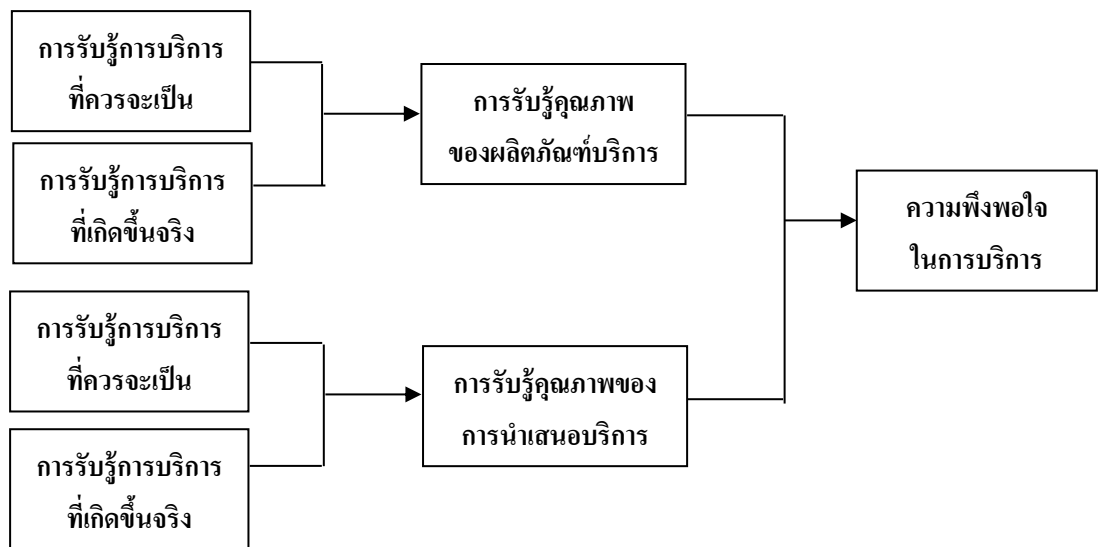 การรับรู้การบริการ
ที่ควรจะเป็น
การรับรู้การบริการ
ที่เกิดขึ้นจริง
การรับรู้คุณภาพ
ของผลิตภัณฑ์บริการ
ความพึงพอใจ
ในการบริการ
การรับรู้การบริการ
ที่ควรจะเป็น
การรับรู้การบริการ
ที่เกิดขึ้นจริง
การรับรู้คุณภาพของ
การนำเสนอบริการ